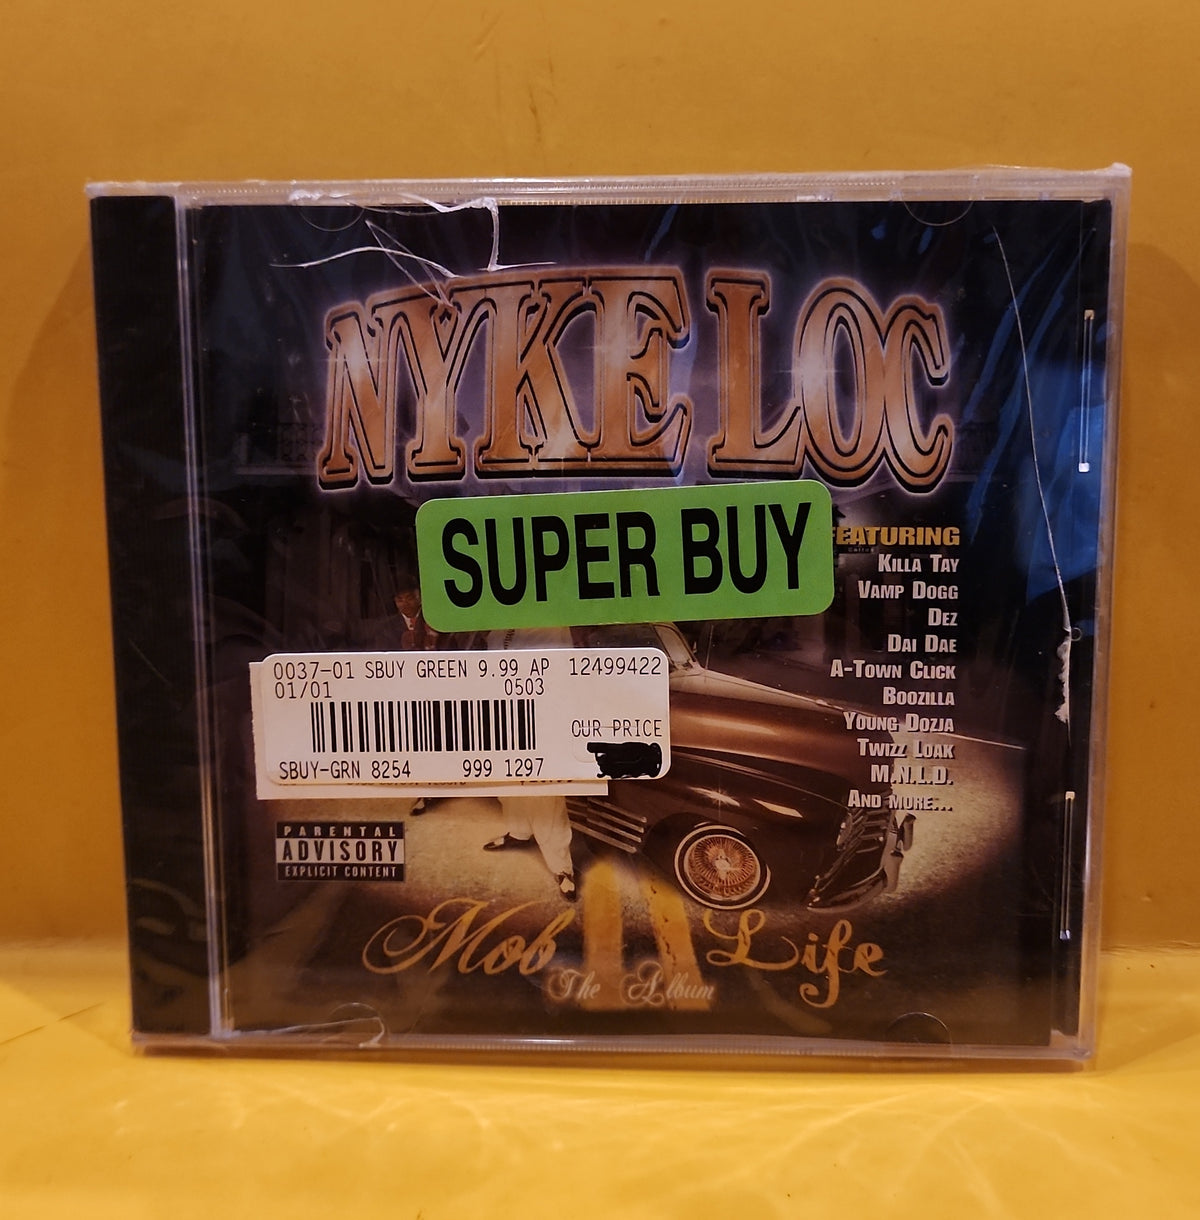 NYKE LOC
SUPER BUY
FEATURING
KILLA TAY
VAMP DOGG
DEZ
DAI DAE
A-TOWN CLICK
BOOZILLA
YOUNG DOZJA
TWIZZ LOAK
M.N.L.D.
AND MORE...
0037-01 SBUY GREEN 9.99 AP 12499422
01/01 0503
OUR PRICE
SBUY-GRN 8254 999 1297
PARENTAL
ADVISORY
EXPLICIT CONTENT
Mob Life
The Album